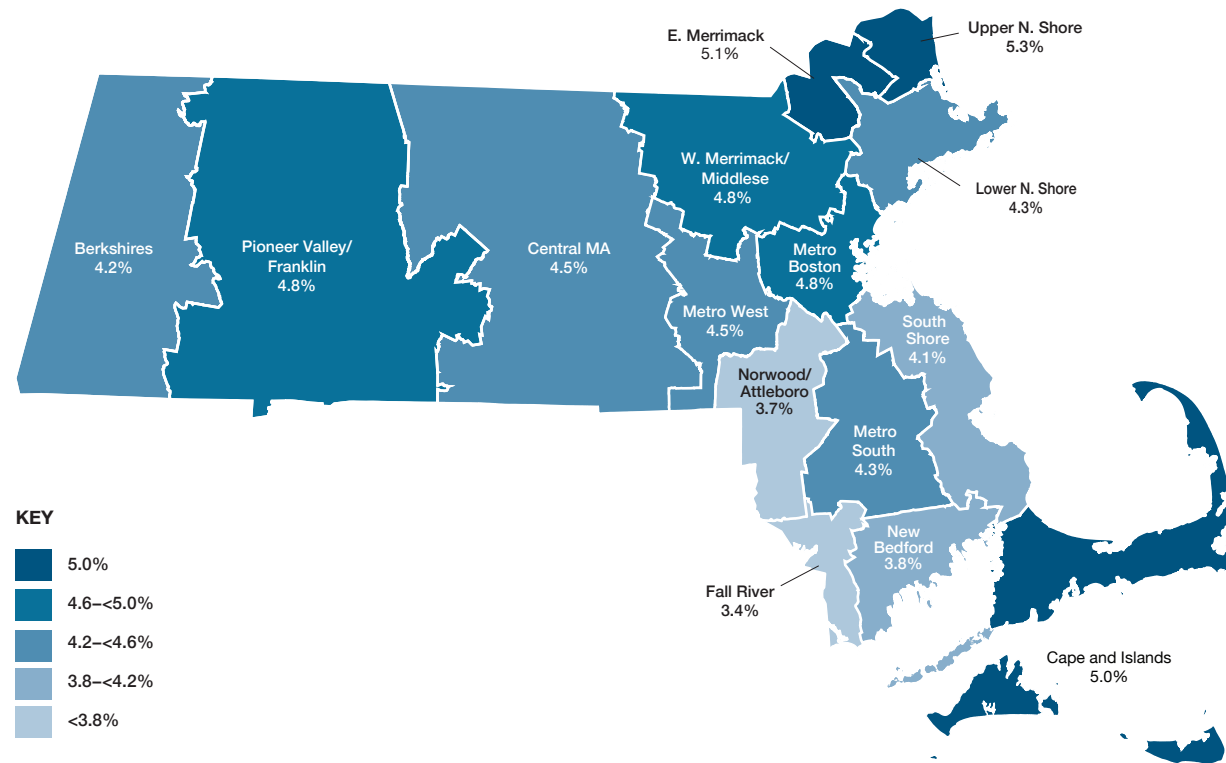 E. Merrimack
5.1%
Upper N. Shore
5.3%
W. Merrimack/
Middlese
4.8%
Lower N. Shore
4.3%
Berkshires
4.2%
Pioneer Valley/
Franklin
4.8%
Central MA
4.5%
Metro
Boston
4.8%
Metro West
4.5%
South
Shore
4.1%
Norwood/
Attleboro
3.7%
Metro
South
4.3%
New
Bedford
3.8%
Fall River
3.4%
Cape and Islands
5.0%
KEY
5.0%
4.6–<5.0%
4.2–<4.6%
3.8–<4.2%
<3.8%